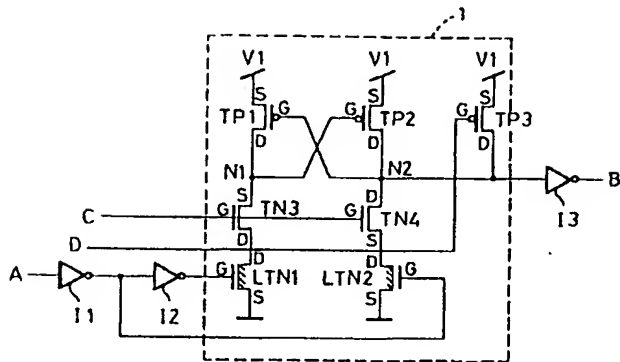 1
V1 V1 V1
S S S
TP1 G G TP2 G TP3
D D D
N1 N2
S D
C G TN3 G TN4
D D S
D D
A G LTN1 LTN2 G
S S
I1 I2 I3 B